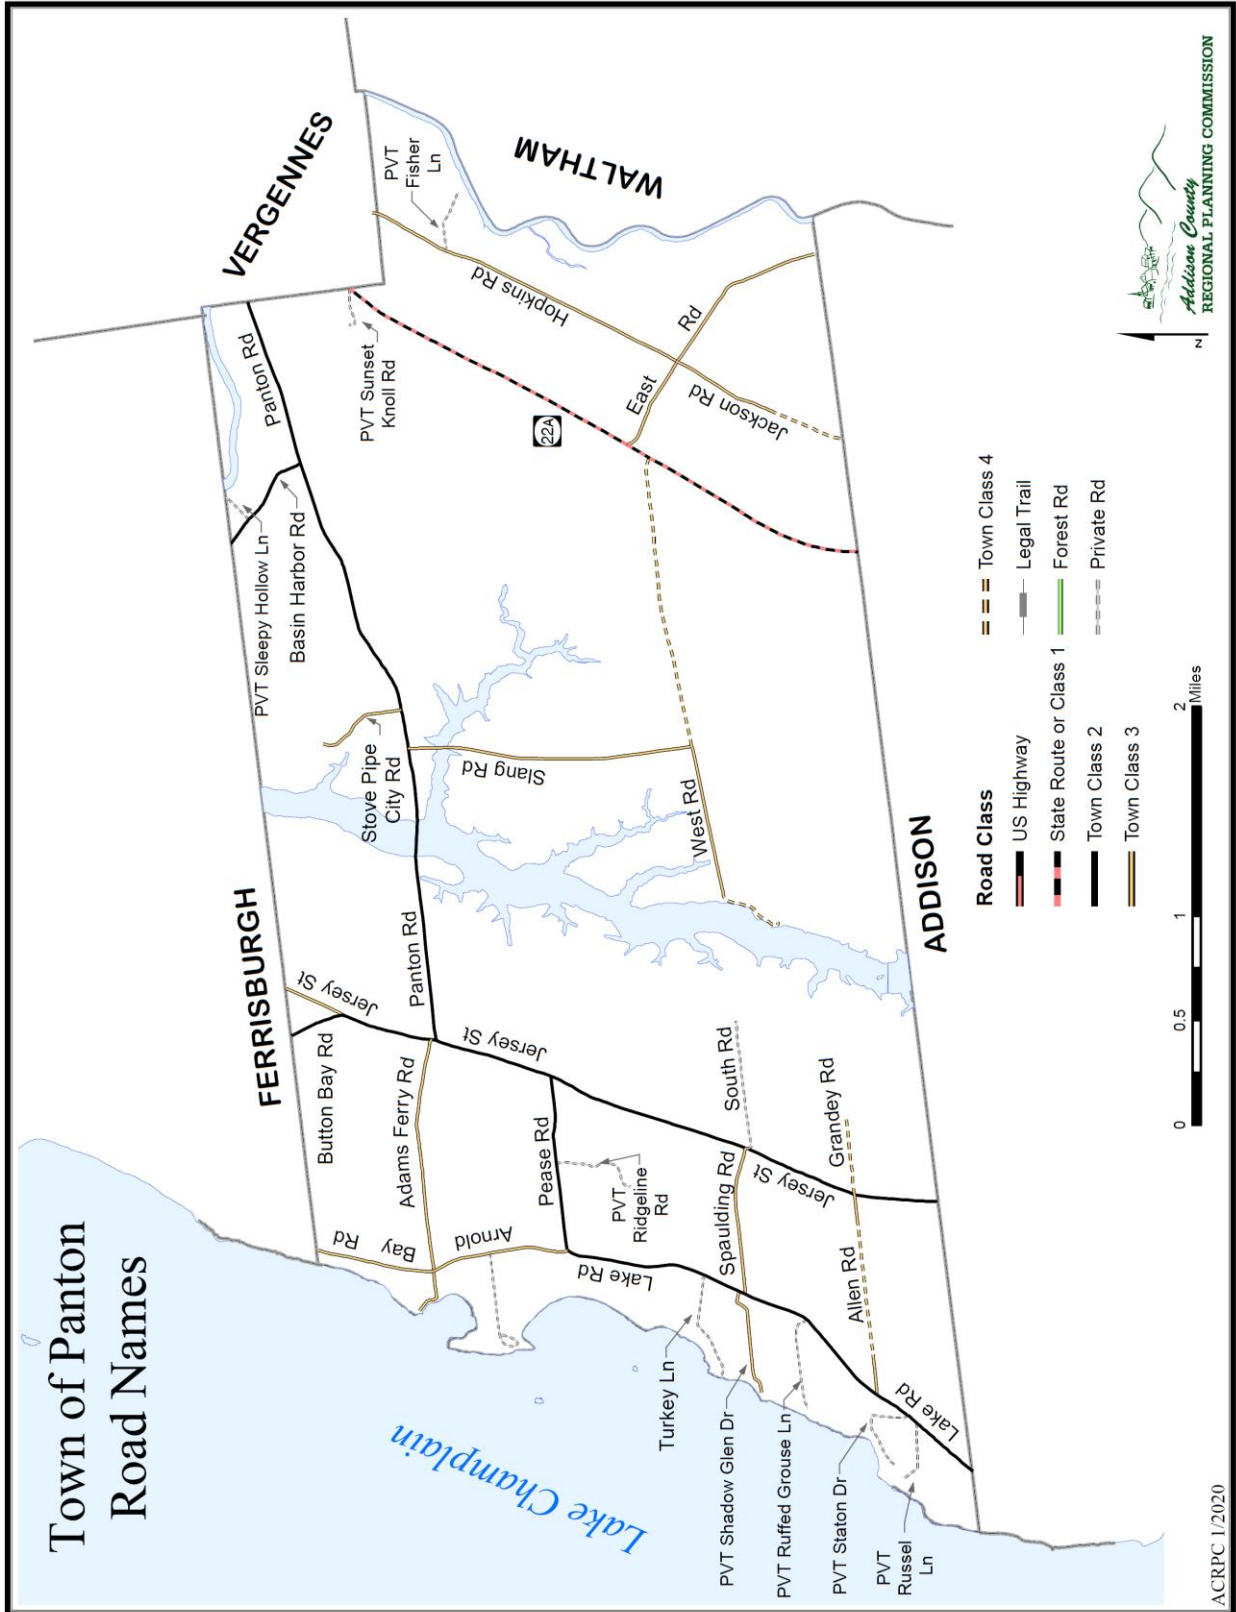 Town of Panton
Road Names
VERGENNES
WALTHAM
FERRISBURGH
ADDISON
Lake Champlain
PVT
Fisher
Ln
Hopkins Rd
Panton Rd
PVT Sunset
Knoll Rd
22A
East
Rd
Jackson Rd
PVT Sleepy Hollow Ln
Basin Harbor Rd
Stove Pipe
City Rd
Slang Rd
West Rd
Panton Rd
Jersey St
Button Bay Rd
Adams Ferry Rd
Jersey St
Pease Rd
PVT
Ridgeline
Rd
South Rd
Spaulding Rd
Jersey St
Grandey Rd
Allen Rd
Arnold
Bay
Rd
Lake Rd
Turkey Ln
PVT Shadow Glen Dr
PVT Ruffed Grouse Ln
PVT Staton Dr
PVT
Russel
Ln
Lake Rd
Road Class
US Highway
State Route or Class 1
Town Class 2
Town Class 3
Town Class 4
Legal Trail
Forest Rd
Private Rd
0
0.5
1
2
Miles
N
Addison County
REGIONAL PLANNING COMMISSION
ACRPC 1/2020